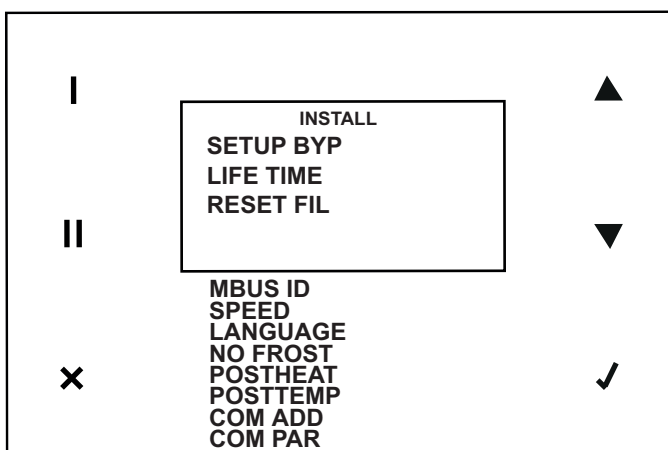 I
INSTALL
SETUP BYP
LIFE TIME
RESET FIL
II
MBUS ID
SPEED
LANGUAGE
NO FROST
POSTHEAT
POSTTEMP
COM ADD
COM PAR